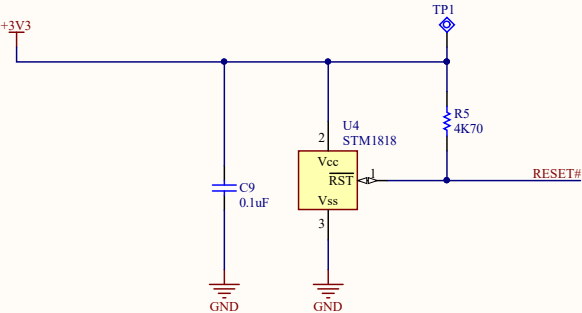 TP1
+3V3
R5
4K70
U4
STM1818
2
Vcc
RST
1
RESET#
C9
0.1uF
Vss
3
GND
GND